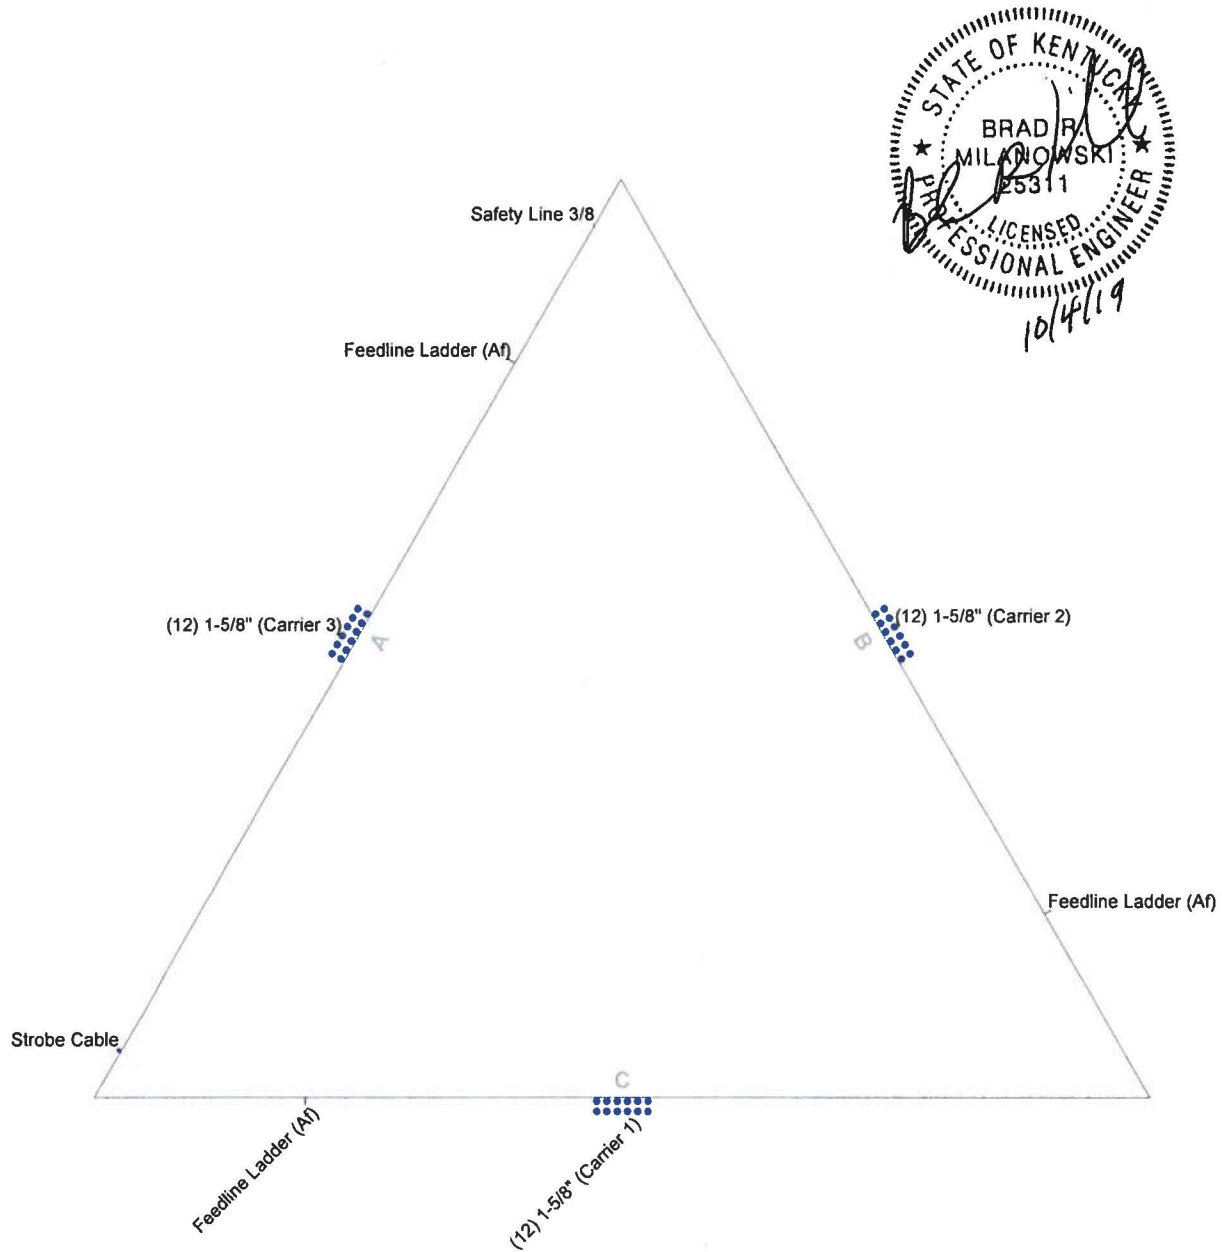 STATE OF KENTUCKY
BRAD R.
MILANOWSKI
25311
LICENSED
PROFESSIONAL ENGINEER
10/4/19
Safety Line 3/8
Feedline Ladder (Af)
(12) 1-5/8" (Carrier 3)
A
(12) 1-5/8" (Carrier 2)
B
Feedline Ladder (Af)
Strobe Cable
C
Feedline Ladder (Af)
(12) 1-5/8" (Carrier 1)